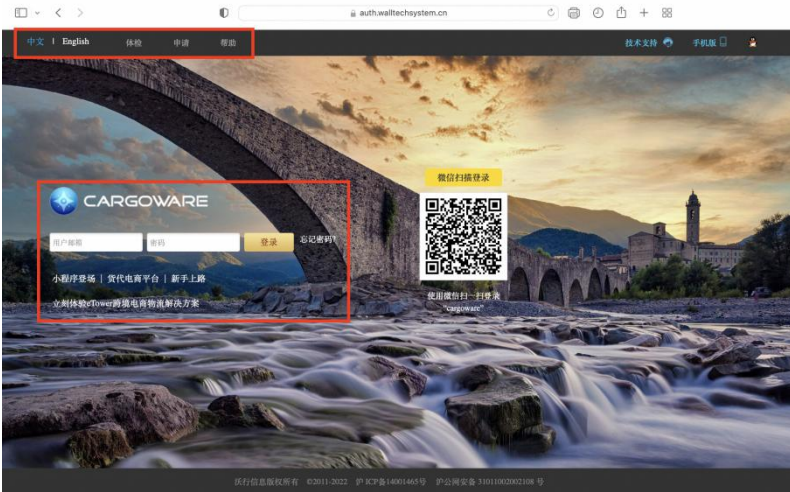 auth.walltechsystem.cn
中文 | English 体检 申请 帮助 技术支持 手机版
微信扫描登录
CARGOWARE
用户邮箱 密码 登录 忘记密码?
小程序登场 | 货代电商平台 | 新手上路
立刻体验eTower跨境电商物流解决方案
使用微信扫一扫登录
"cargoware"
沃行信息版权所有 ©2011-2022 沪 ICP备14001465号 沪公网安备 31011002002108 号